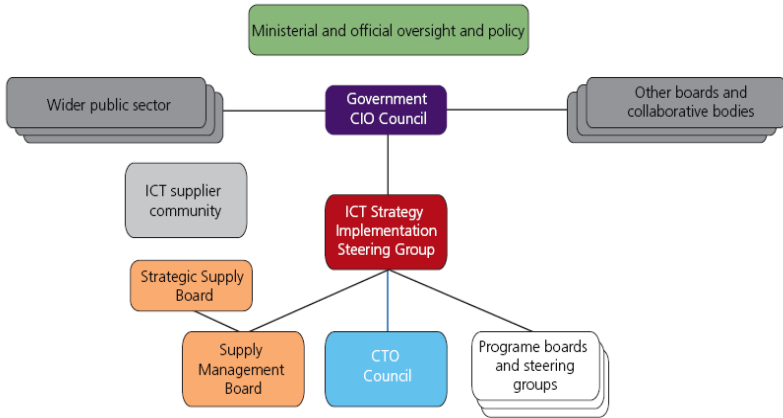 Ministerial and official oversight and policy
Wider public sector
Government
CIO Council
Other boards and
collaborative bodies
ICT supplier
community
ICT Strategy
Implementation
Steering Group
Strategic Supply
Board
Supply
Management
Board
CTO
Council
Programe boards
and steering
groups